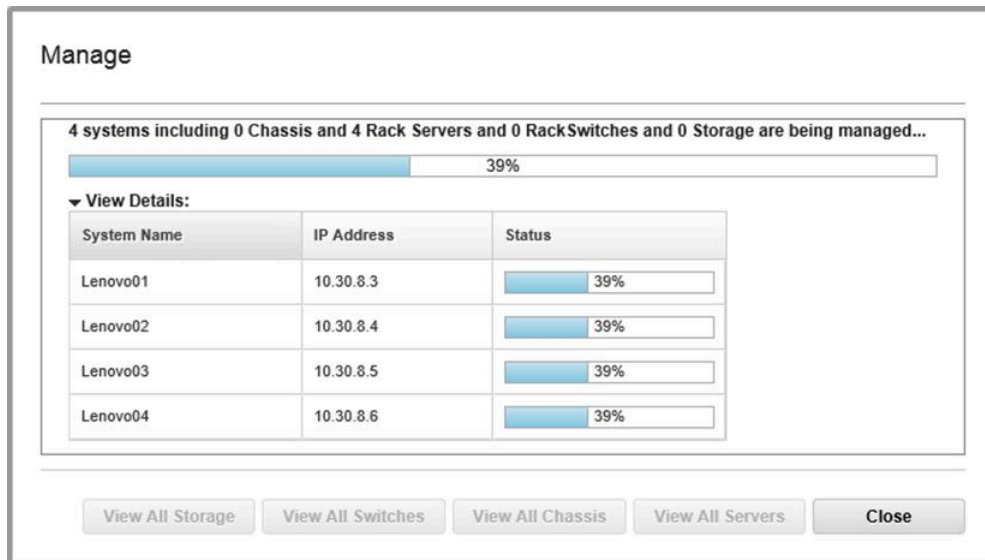 Manage
4 systems including 0 Chassis and 4 Rack Servers and 0 RackSwitches and 0 Storage are being managed...
39%
View Details:
System Name IP Address Status
Lenovo01 10.30.8.3 39%
Lenovo02 10.30.8.4 39%
Lenovo03 10.30.8.5 39%
Lenovo04 10.30.8.6 39%
View All Storage View All Switches View All Chassis View All Servers Close